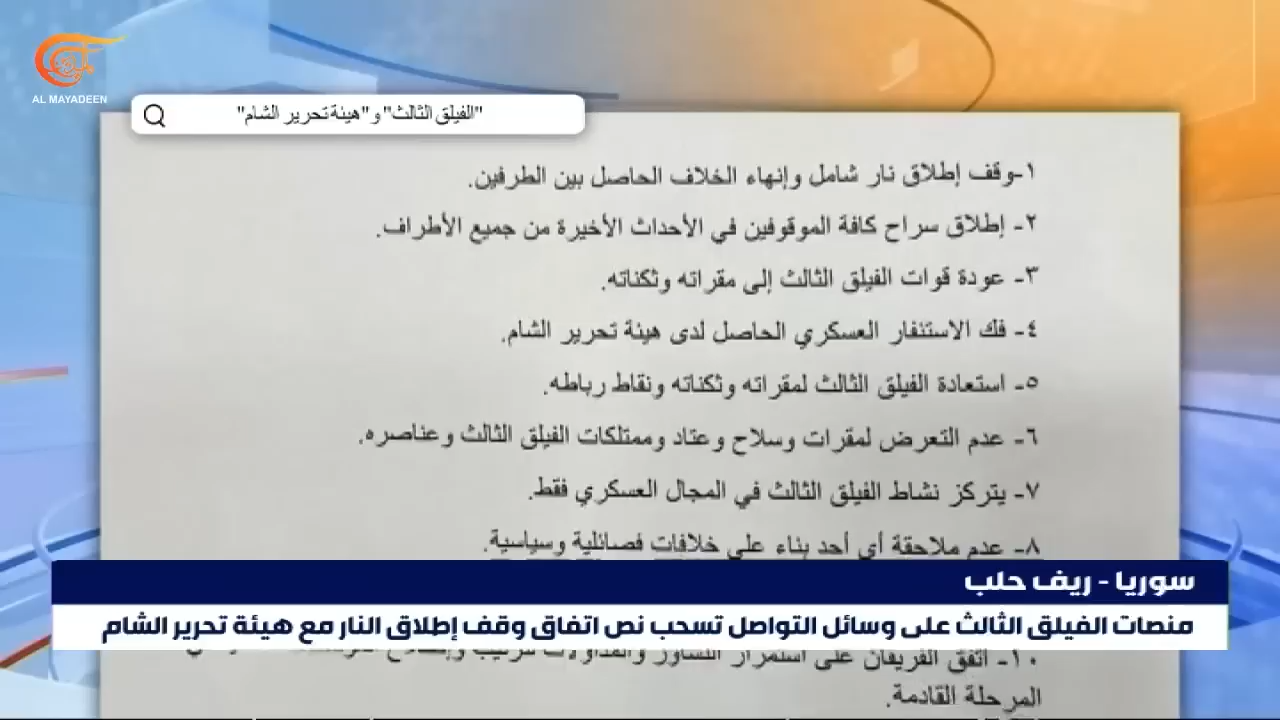 AL MAYADEEN
"الفيلق الثالث" و"هيئة تحرير الشام"
١-وقف إطلاق نار شامل وإنهاء الخلاف الحاصل بين الطرفين.
٢- إطلاق سراح كافة الموقوفين في الأحداث الأخيرة من جميع الأطراف.
٣- عودة قوات الفيلق الثالث إلى مقراته وثكناته.
٤- فك الاستنفار العسكري الحاصل لدى هيئة تحرير الشام.
٥- استعادة الفيلق الثالث لمقراته وثكناته ونقاط رباطه.
٦- عدم التعرض لمقرات وسلاح وعتاد وممتلكات الفيلق الثالث وعناصره.
٧- يتركز نشاط الفيلق الثالث في المجال العسكري فقط.
٨- عدم ملاحقة أي أحد بناء على خلافات فصائلية وسياسية.
سوريا - ريف حلب
منصات الفيلق الثالث على وسائل التواصل تسحب نص اتفاق وقف إطلاق النار مع هيئة تحرير الشام
١٠- اتفق الفريقان على استمرار التشاور والمداولات
المرحلة القادمة.